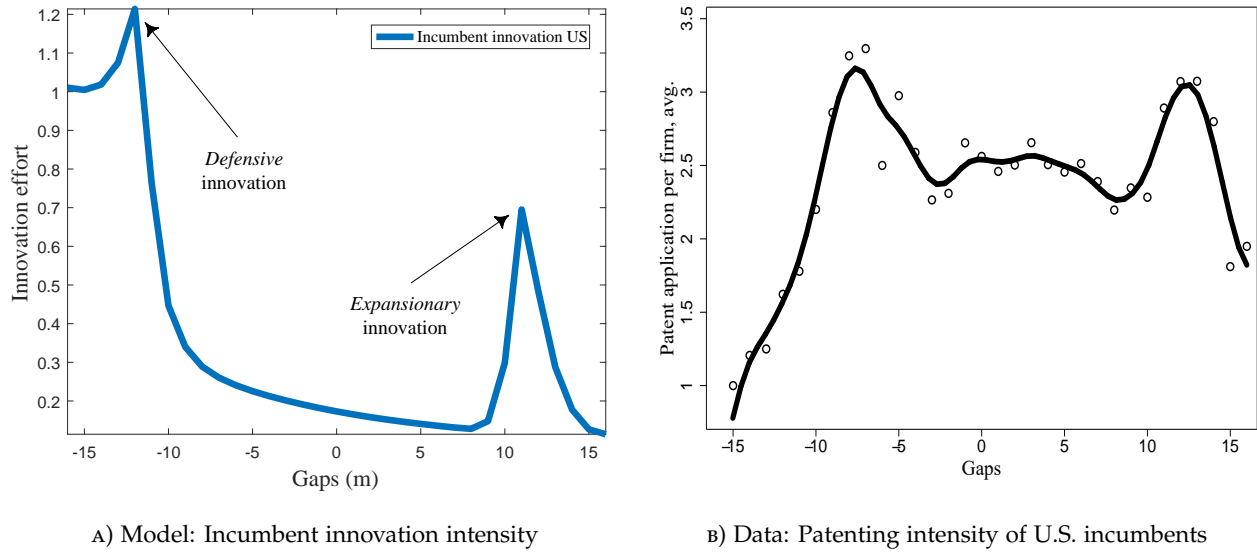 1.2
1.1
1
0.9
0.8
0.7
0.6
0.5
0.4
0.3
0.2
Innovation effort
Incumbent innovation US
Defensive
innovation
Expansionary
innovation
-15 -10 -5 0 5 10 15
Gaps (m)
A) Model: Incumbent innovation intensity
3.5
3
2.5
2
1.5
1
Patent application per firm, avg.
−15 −10 −5 0 5 10 15
Gaps
B) Data: Patenting intensity of U.S. incumbents